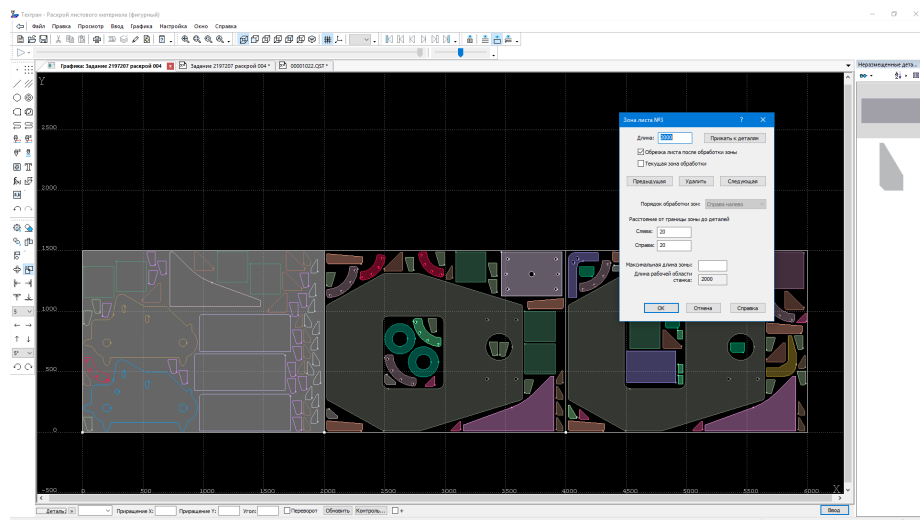 Техтран - Раскрой листового материала (фигурный)
Файл Правка Просмотр Ввод Графика Настройка Окно Справка
Графика: Задание 2197207 раскрой 004 Задание 2197207 раскрой 004 * 00001022.QST *
Неразмещенные дета...
Y
2500
2000
1500
1000
500
0
-500 0 500 1000 1500 2000 2500 3000 3500 4000 4500 5000 5500 6000 X
5
0°
Зона листа №3 ? ×
Длина: 2000 Прижать к деталям
Обрезка листа после обработки зоны
Текущая зона обработки
Предыдущая Удалить Следующая
Порядок обработки зон: Справа-налево
Расстояние от границы зоны до деталей
Слева: 20
Справа: 20
Максимальная длина зоны:
Длина рабочей области
станка: 2000
OK Отмена Справка
Деталь: Приращение X: Приращение Y: Угол: Переворот Обновить Контроль... Ввод